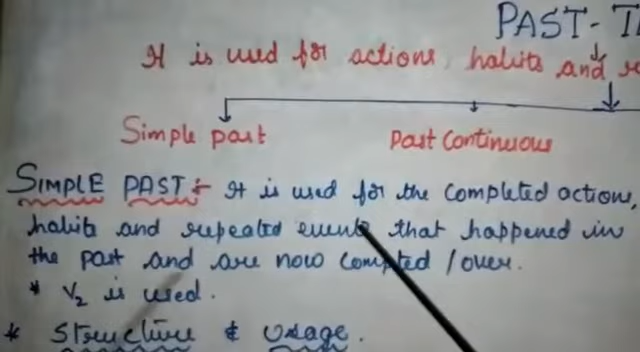 PAST-
It is used for actions, habits and
Simple past Past Continuous
SIMPLE PAST:- It is used for the completed actions,
habits and repeated events that happened in
the past and are now compted / over.
* V2 is used.
* Structure & Usage.